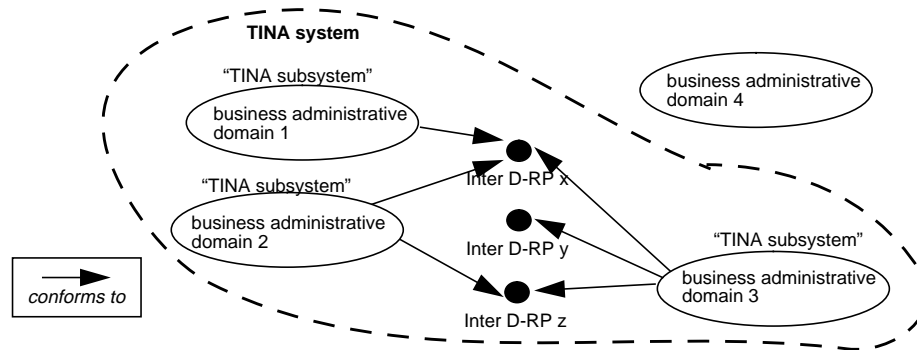 TINA system
“TINA subsystem”
business administrative
domain 1
business administrative
domain 4
Inter D-RP x
“TINA subsystem”
business administrative
domain 2
Inter D-RP y
“TINA subsystem”
business administrative
domain 3
conforms to
Inter D-RP z